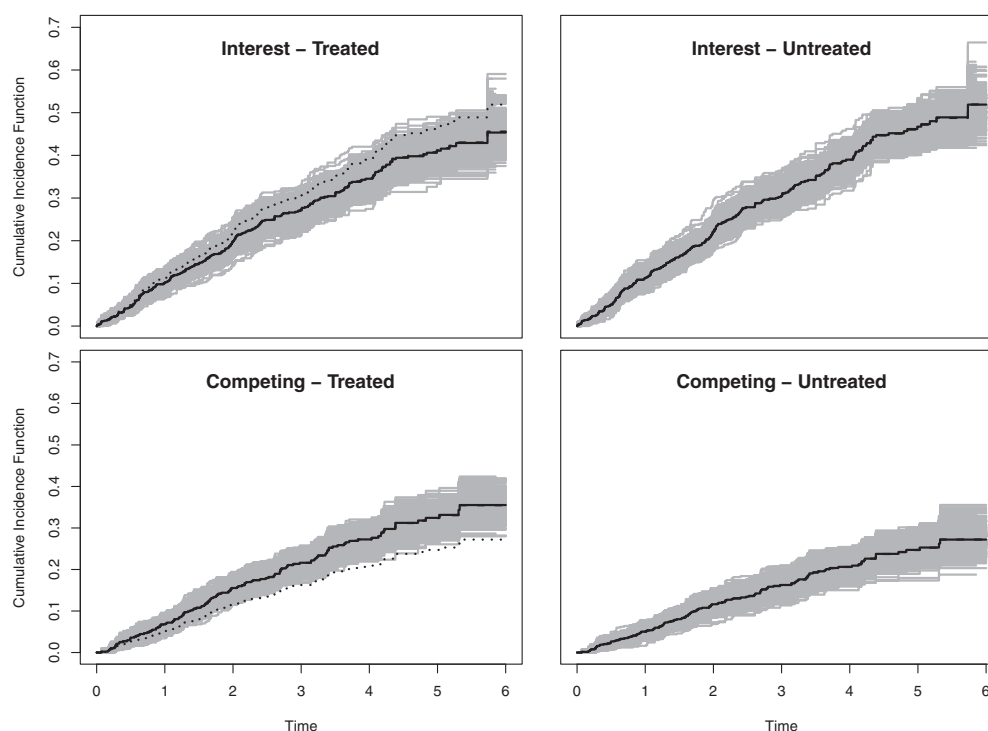 Interest – Treated
Cumulative Incidence Function
0.0 0.1 0.2 0.3 0.4 0.5 0.6 0.7
Interest – Untreated
Competing – Treated
Cumulative Incidence Function
0.0 0.1 0.2 0.3 0.4 0.5 0.6 0.7
0 1 2 3 4 5 6
Time
Competing – Untreated
0 1 2 3 4 5 6
Time